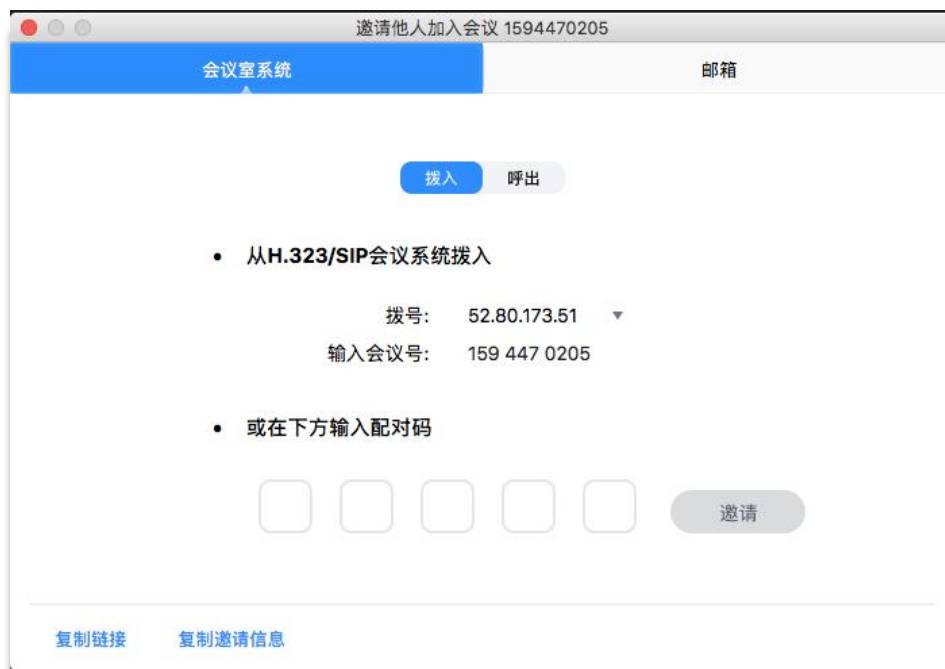 邀请他人加入会议 1594470205
会议室系统 邮箱
拨入 呼出
• 从H.323/SIP会议系统拨入
拨号: 52.80.173.51
输入会议号: 159 447 0205
• 或在下方输入配对码
邀请
复制链接 复制邀请信息